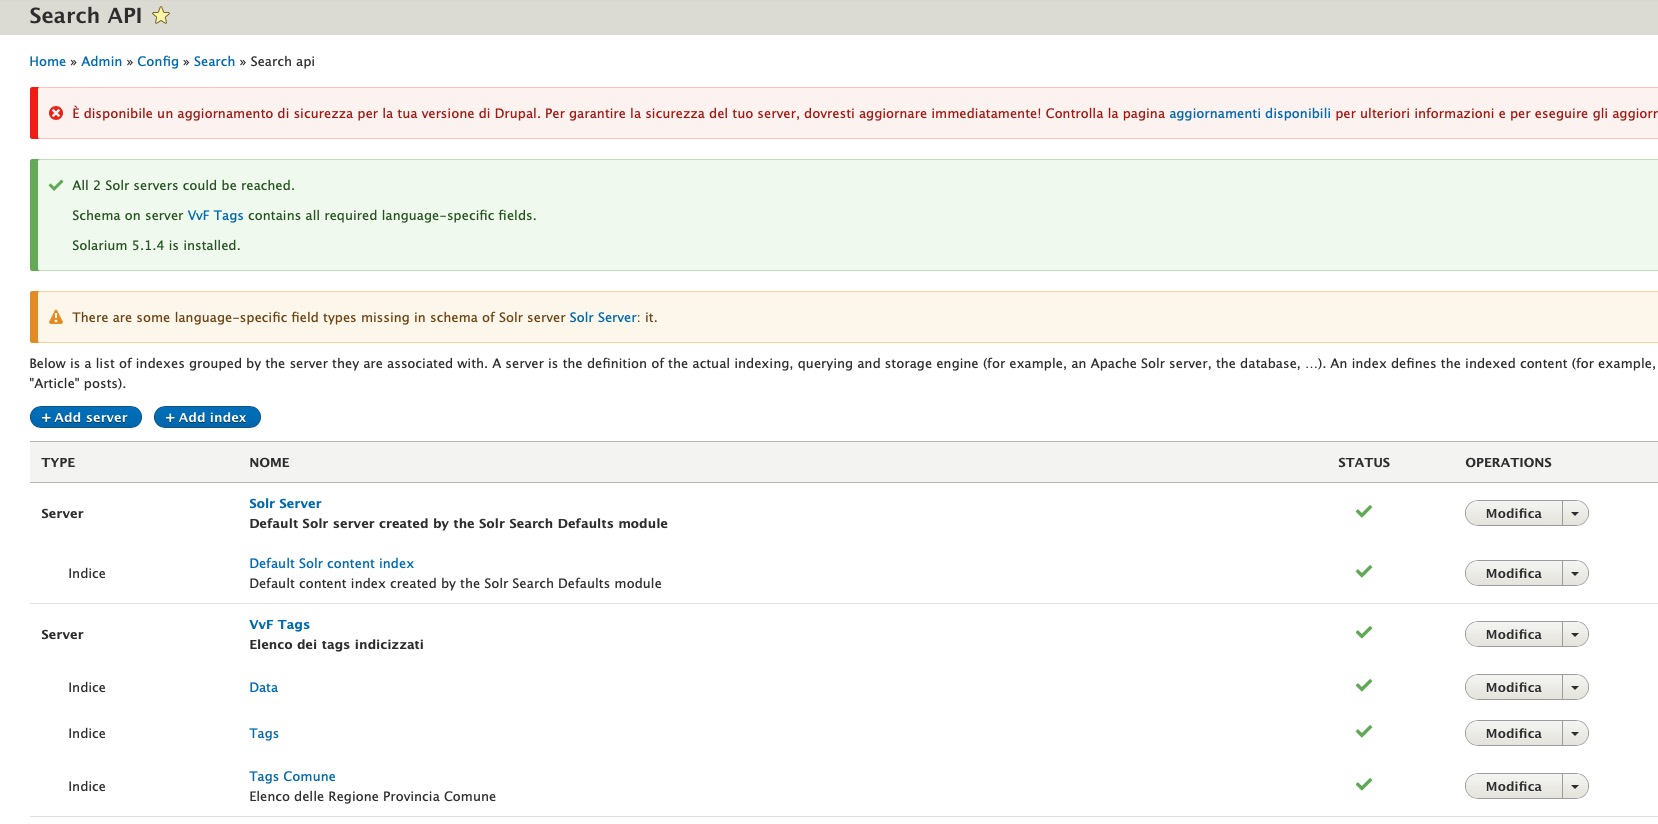 Search API
Home » Admin » Config » Search » Search api
È disponibile un aggiornamento di sicurezza per la tua versione di Drupal. Per garantire la sicurezza del tuo server, dovresti aggiornare immediatamente! Controlla la pagina aggiornamenti disponibili per ulteriori informazioni e per eseguire gli
All 2 Solr servers could be reached.
Schema on server VvF Tags contains all required language-specific fields.
Solarium 5.1.4 is installed.
There are some language-specific field types missing in schema of Solr server Solr Server: it.
Below is a list of indexes grouped by the server they are associated with. A server is the definition of the actual indexing, querying and storage engine (for example, an Apache Solr server, the database, …). An index defines the indexed content (for example,
"Article" posts).
+ Add server + Add index
TYPE NOME STATUS OPERATIONS
Solr Server
Server Modifica
Default Solr server created by the Solr Search Defaults module
Default Solr content index
Indice Modifica
Default content index created by the Solr Search Defaults module
VvF Tags
Server Modifica
Elenco dei tags indicizzati
Indice Data Modifica
Indice Tags Modifica
Tags Comune
Indice Modifica
Elenco delle Regione Provincia Comune